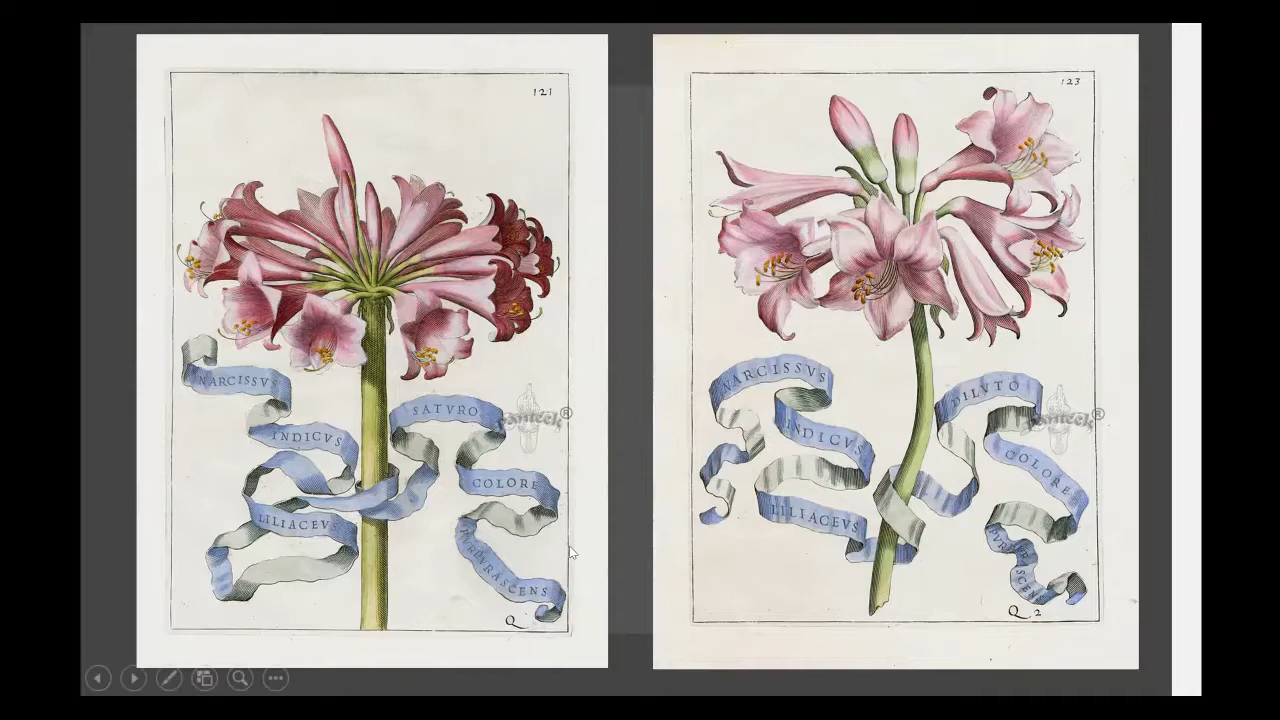 121
NARCISSVS
INDICVS
LILIACEVS
SATVRO
COLORE
PVRPVRASCENS
Q
123
NARCISSVS
INDICVS
LILIACEVS
DILVTO
COLORE
PVRPVRASCENS
Q 2